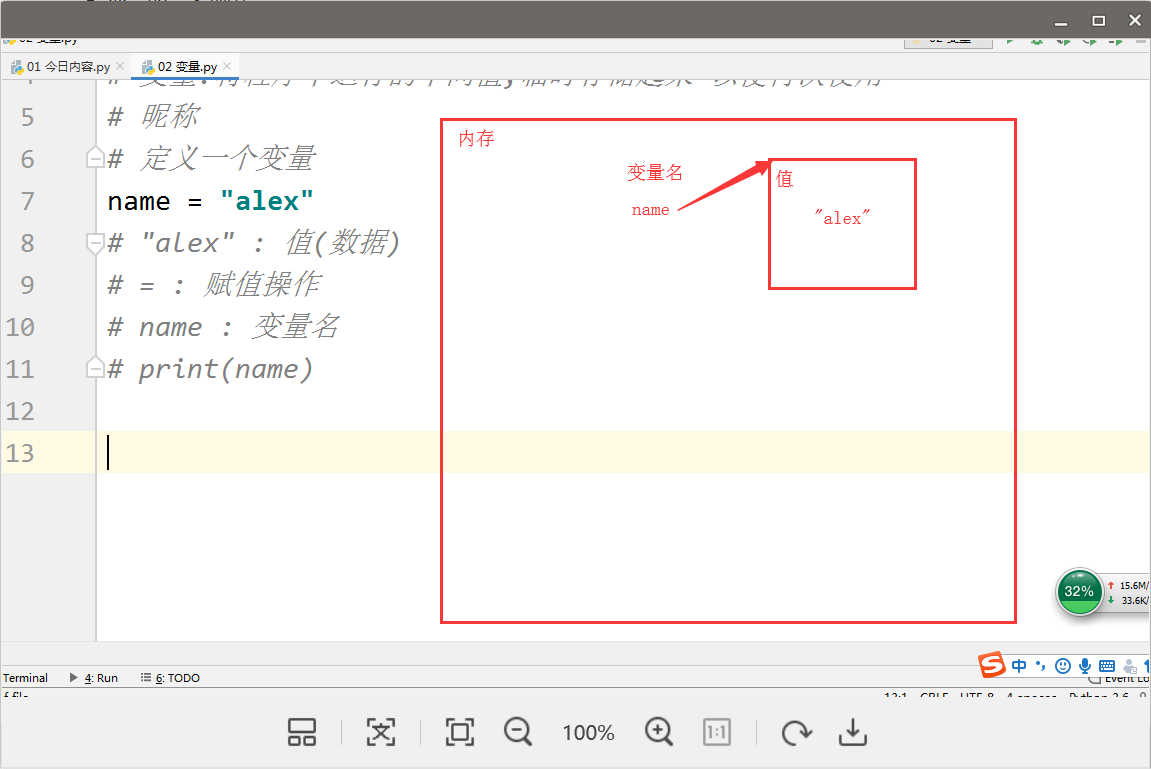 01 今日内容.py
02 变量.py
5 # 昵称
6 # 定义一个变量
7 name = "alex"
8 # "alex" : 值(数据)
9 # = : 赋值操作
10 # name : 变量名
11 # print(name)
12
13
内存
变量名
name
值
"alex"
32%
15.6M/
33.6K/
中
Terminal
4: Run
6: TODO
100%
1:1